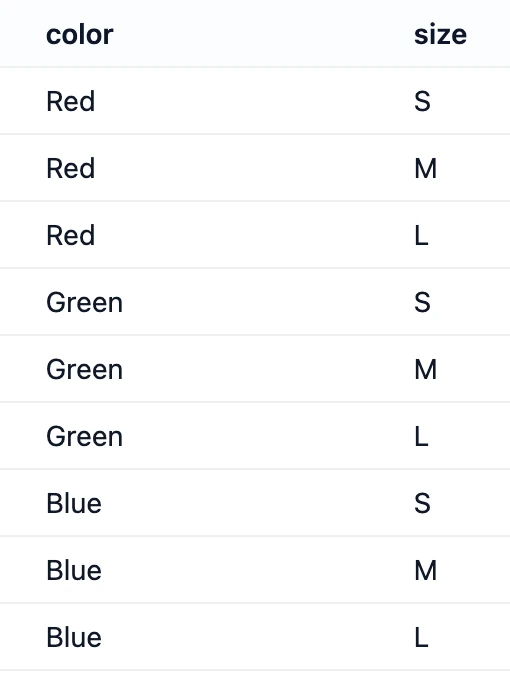 color size
Red S
Red M
Red L
Green S
Green M
Green L
Blue S
Blue M
Blue L